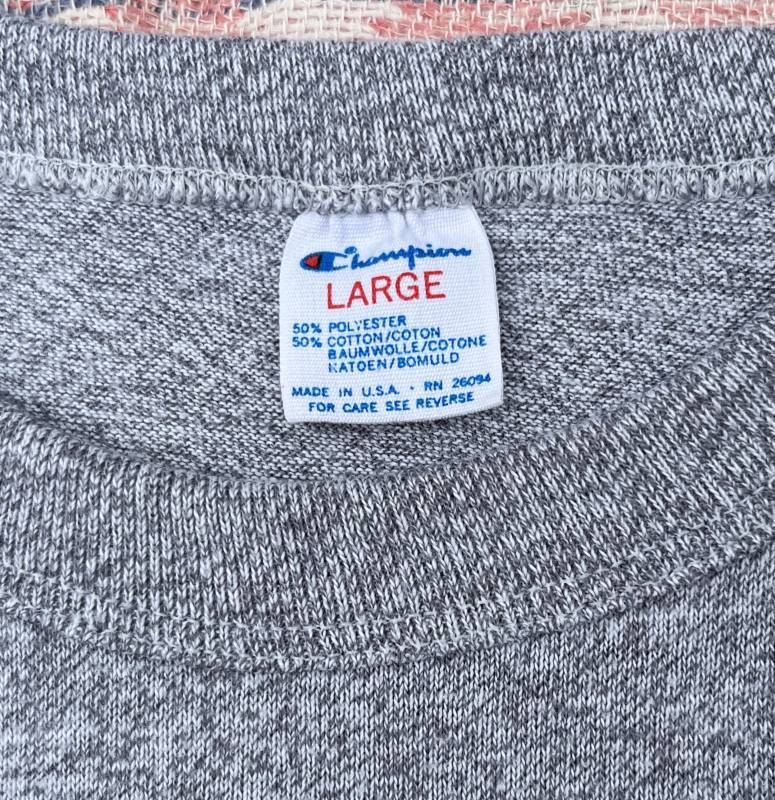 Champion
LARGE
50% POLYESTER
50% COTTON/COTON
BAUMWOLLE/COTONE
KATOEN/BOMULD
MADE IN U.S.A. · RN 26094
FOR CARE SEE REVERSE